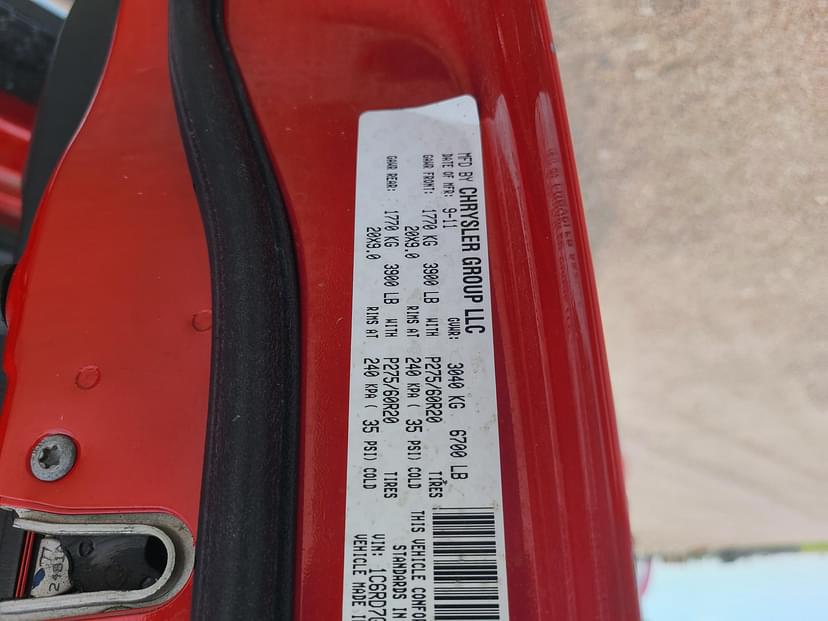 MFD BY CHRYSLER GROUP LLC
DATE OF MFR: 9-11 GVWR: 3040 KG 6700 LB
GAWR FRONT: 1770 KG 3900 LB WITH P275/60R20 TIRES
20X9.0 RIMS AT 240 KPA ( 35 PSI) COLD
GAWR REAR: 1770 KG 3900 LB WITH P275/60R20 TIRES
20X9.0 RIMS AT 240 KPA ( 35 PSI) COLD
THIS VEHICLE CONFO
STANDARDS IN
VIN: 1C6RD7G
VEHICLE MADE I